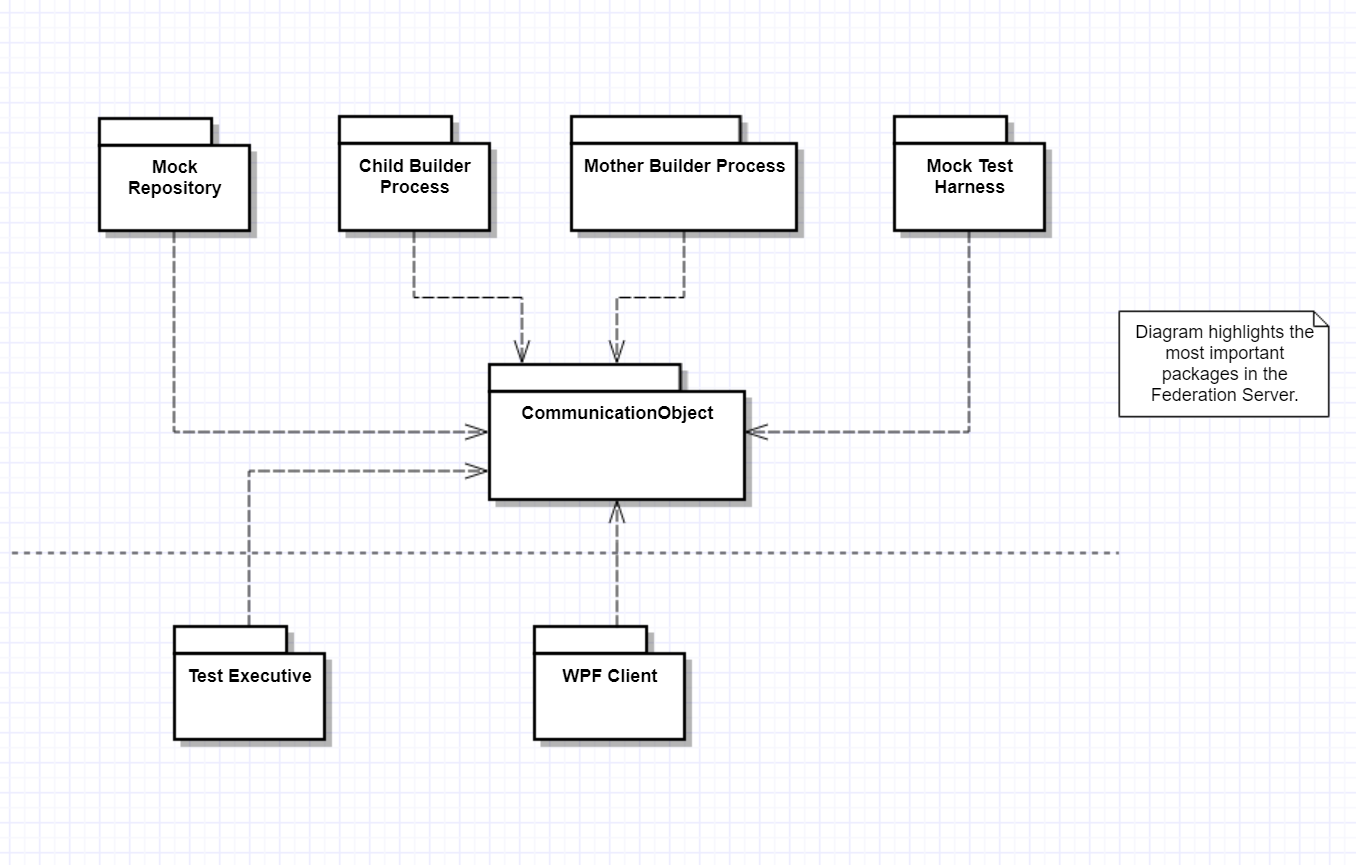 Mock
Repository
Child Builder
Process
Mother Builder Process
Mock Test
Harness
Diagram highlights the
most important
packages in the
Federation Server.
CommunicationObject
Test Executive
WPF Client